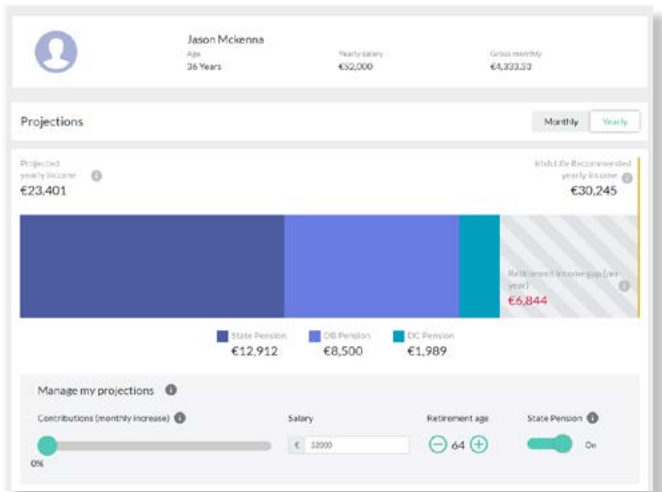 Jason Mckenna
Age
Yearly salary
Gross monthly
36 Years
€52,000
€4,333.33
Projections
Monthly
Yearly
Projected
yearly income
€23,401
Irish Life Recommended
yearly income
€30,245
Retirement income gap (per
year)
€6,844
State Pension
DB Pension
DC Pension
€12,912
€8,500
€1,989
Manage my projections
Contributions (monthly increase)
Salary
Retirement age
State Pension
€ 52000
64
On
0%